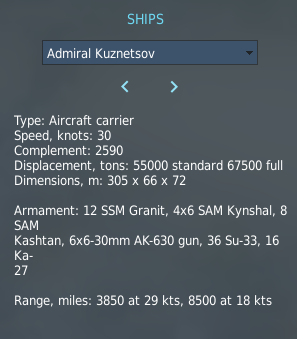 SHIPS
Admiral Kuznetsov
Type: Aircraft carrier
Speed, knots: 30
Complement: 2590
Displacement, tons: 55000 standard 67500 full
Dimensions, m: 305 x 66 x 72
Armament: 12 SSM Granit, 4x6 SAM Kynshal, 8
SAM
Kashtan, 6x6-30mm AK-630 gun, 36 Su-33, 16
Ka-
27
Range, miles: 3850 at 29 kts, 8500 at 18 kts